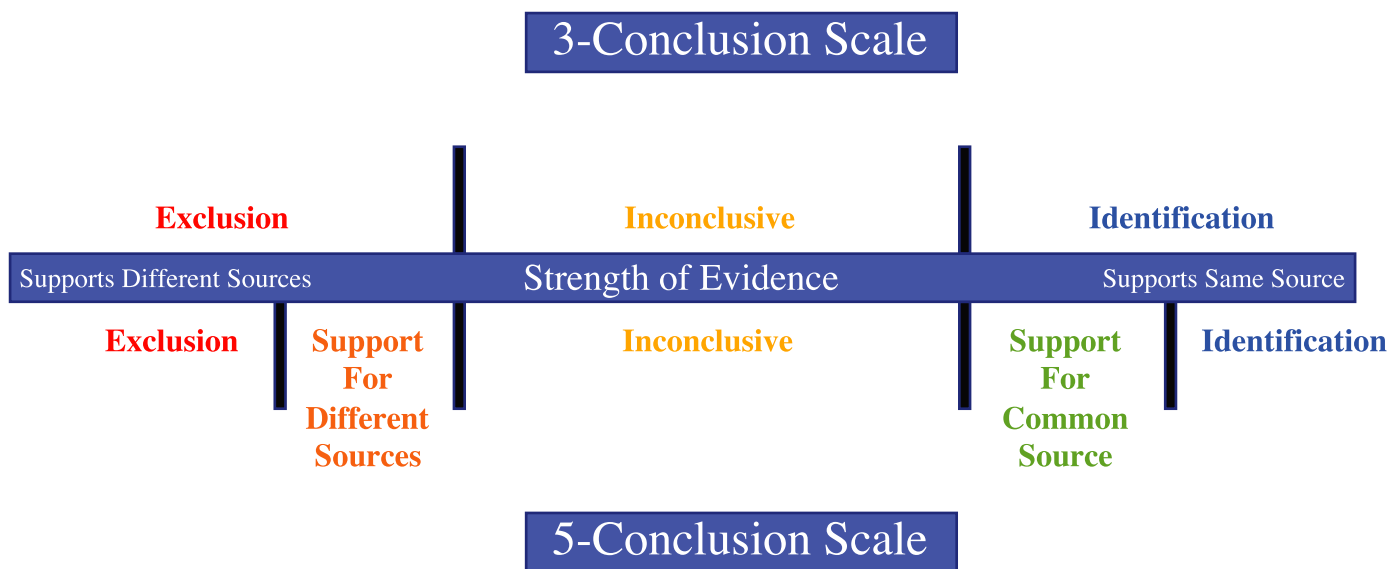 3-Conclusion Scale
Exclusion
Inconclusive
Identification
Supports Different Sources
Strength of Evidence
Supports Same Source
Exclusion
Support
For
Different
Sources
Inconclusive
Support
For
Common
Source
Identification
5-Conclusion Scale